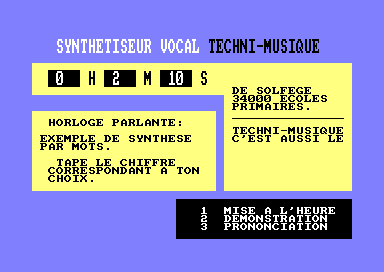 SYNTHETISEUR VOCAL TECHNI-MUSIQUE
0 H 2 M 10 S
DE SOLFEGE
34000 ECOLES
PRIMAIRES.
TECHNI-MUSIQUE
C'EST AUSSI LE
HORLOGE PARLANTE:
EXEMPLE DE SYNTHESE
PAR MOTS.
TAPE LE CHIFFRE
CORRESPONDANT A TON
CHOIX.
1 MISE A L'HEURE
2 DEMONSTRATION
3 PRONONCIATION